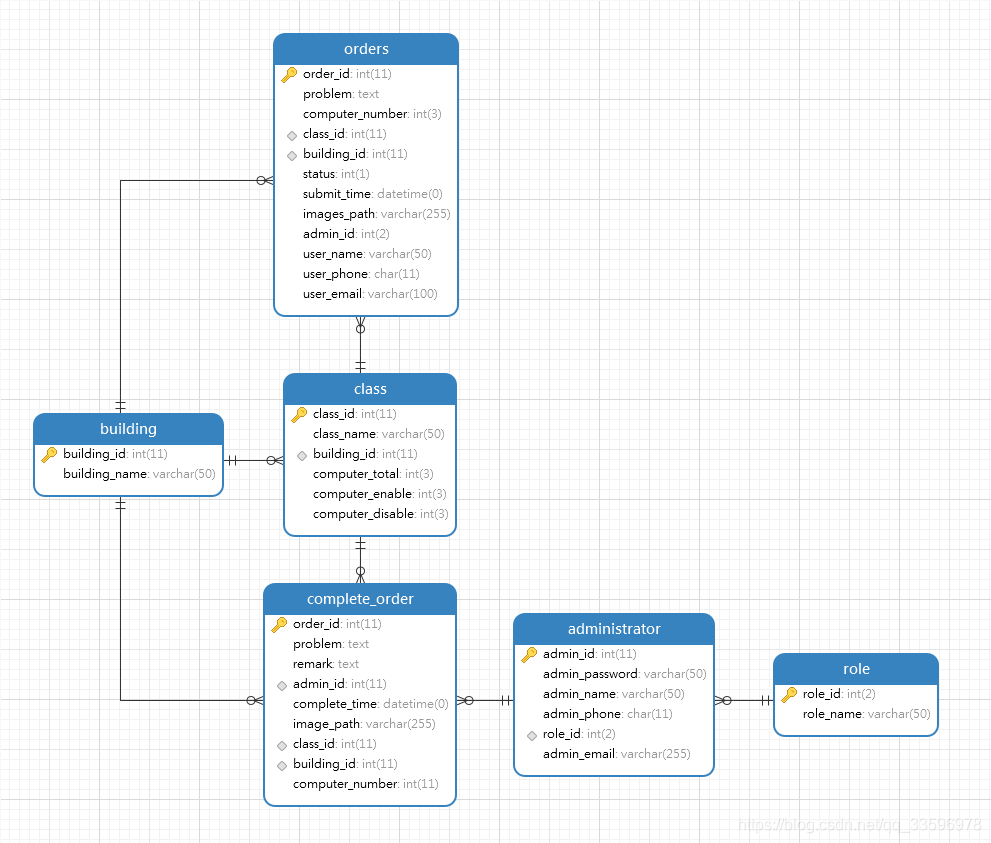 orders
order_id: int(11)
problem: text
computer_number: int(3)
class_id: int(11)
building_id: int(11)
status: int(1)
submit_time: datetime(0)
images_path: varchar(255)
admin_id: int(2)
user_name: varchar(50)
user_phone: char(11)
user_email: varchar(100)
class
class_id: int(11)
class_name: varchar(50)
building_id: int(11)
computer_total: int(3)
computer_enable: int(3)
computer_disable: int(3)
building
building_id: int(11)
building_name: varchar(50)
complete_order
order_id: int(11)
problem: text
remark: text
admin_id: int(11)
complete_time: datetime(0)
image_path: varchar(255)
class_id: int(11)
building_id: int(11)
computer_number: int(11)
administrator
admin_id: int(11)
admin_password: varchar(50)
admin_name: varchar(50)
admin_phone: char(11)
role_id: int(2)
admin_email: varchar(255)
role
role_id: int(2)
role_name: varchar(50)
https://blog.csdn.net/qq_33596978